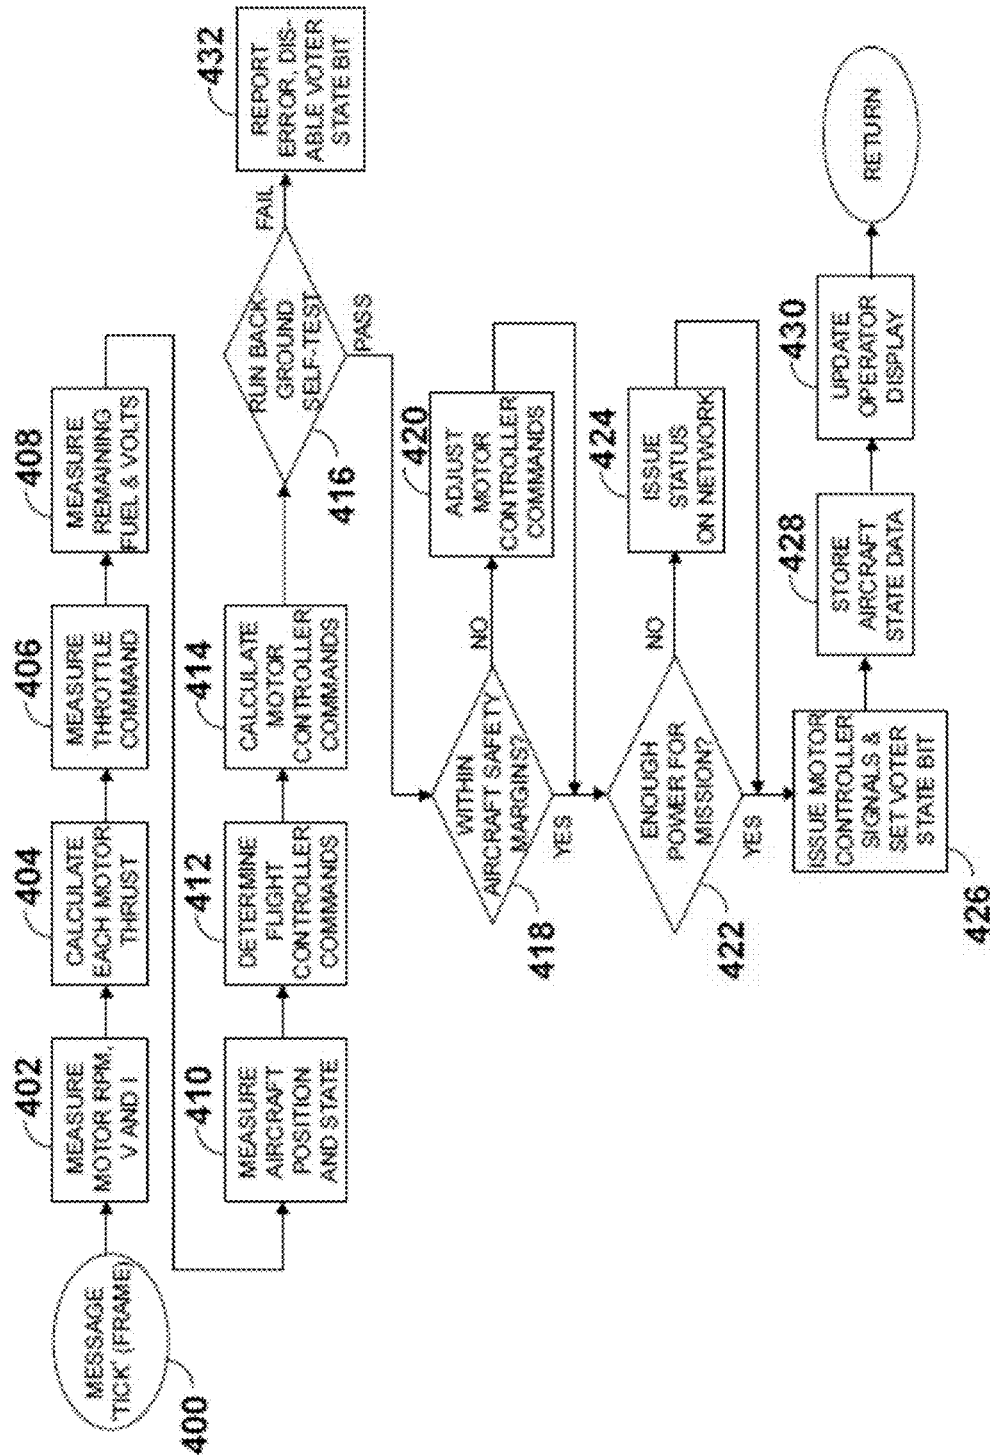 400
MESSAGE
'TICK' (FRAME)
402
MEASURE
MOTOR RPM,
V AND I
404
CALCULATE
EACH MOTOR
THRUST
406
MEASURE
THROTTLE
COMMAND
408
MEASURE
REMAINING
FUEL & VOLTS
410
MEASURE
AIRCRAFT
POSITION
AND STATE
412
DETERMINE
FLIGHT
CONTROLLER
COMMANDS
414
CALCULATE
MOTOR
CONTROLLER
COMMANDS
416
RUN BACK-
GROUND
SELF-TEST
FAIL
PASS
432
REPORT
ERROR, DIS-
ABLE VOTER
STATE BIT
418
WITHIN
AIRCRAFT SAFETY
MARGINS?
NO
YES
420
ADJUST
MOTOR
CONTROLLER
COMMANDS
422
ENOUGH
POWER FOR
MISSION?
NO
YES
424
ISSUE
STATUS
ON NETWORK
426
ISSUE MOTOR
CONTROLLER
SIGNALS &
SET VOTER
STATE BIT
428
STORE
AIRCRAFT
STATE DATA
430
UPDATE
OPERATOR
DISPLAY
RETURN